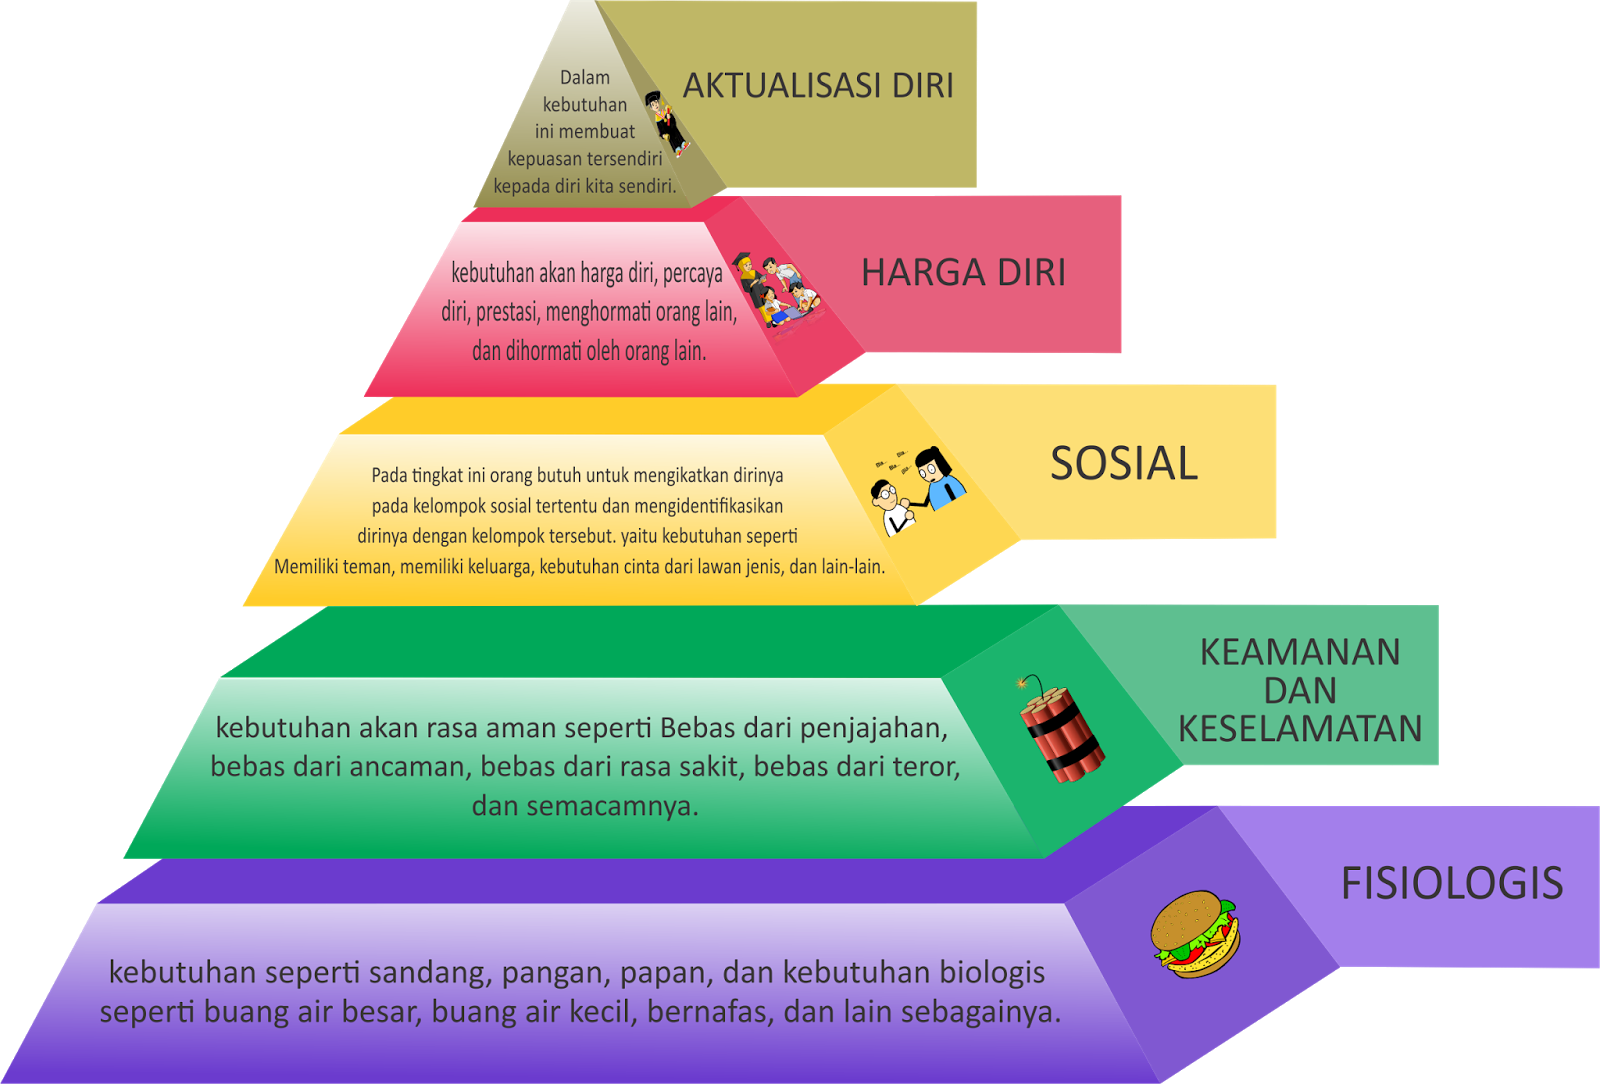 Dalam
kebutuhan
ini membuat
kepuasan tersendiri
kepada diri kita sendiri.
AKTUALISASI DIRI
kebutuhan akan harga diri, percaya
diri, prestasi, menghormati orang lain,
dan dihormati oleh orang lain.
HARGA DIRI
Pada tingkat ini orang butuh untuk mengikatkan dirinya
pada kelompok sosial tertentu dan mengidentifikasikan
dirinya dengan kelompok tersebut. yaitu kebutuhan seperti
Memiliki teman, memiliki keluarga, kebutuhan cinta dari lawan jenis, dan lain-lain.
SOSIAL
kebutuhan akan rasa aman seperti Bebas dari penjajahan,
bebas dari ancaman, bebas dari rasa sakit, bebas dari teror,
dan semacamnya.
KEAMANAN
DAN
KESELAMATAN
kebutuhan seperti sandang, pangan, papan, dan kebutuhan biologis
seperti buang air besar, buang air kecil, bernafas, dan lain sebagainya.
FISIOLOGIS